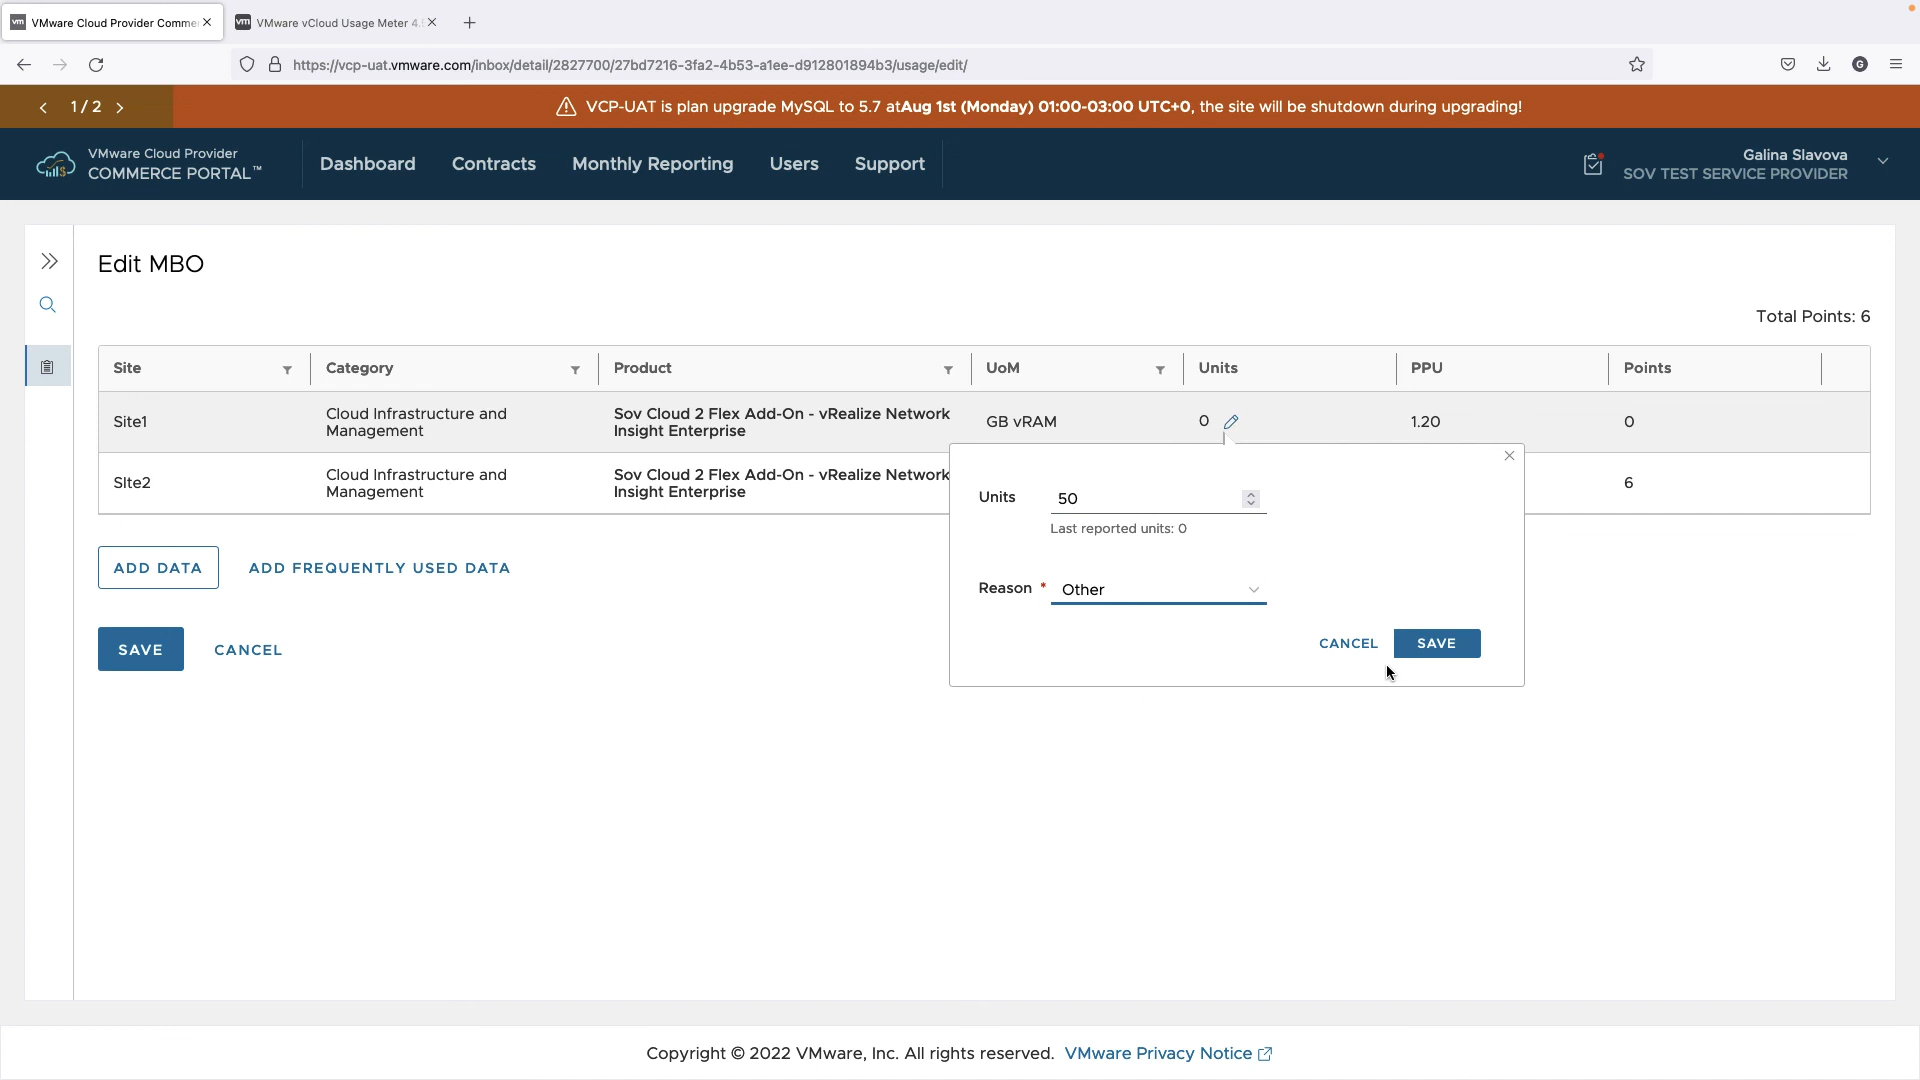 VMware Cloud Provider Comme
VMware vCloud Usage Meter 4.
https://vcp-uat.vmware.com/inbox/detail/2827700/27bd7216-3fa2-4b53-a1ee-d912801894b3/usage/edit/
G
1 / 2
VCP-UAT is plan upgrade MySQL to 5.7 atAug 1st (Monday) 01:00-03:00 UTC+0, the site will be shutdown during upgrading!
VMware Cloud Provider
COMMERCE PORTAL™
Dashboard
Contracts
Monthly Reporting
Users
Support
Galina Slavova
SOV TEST SERVICE PROVIDER
Edit MBO
Total Points: 6
Site Category Product UoM Units PPU Points
Site1
Cloud Infrastructure and
Management
Sov Cloud 2 Flex Add-On - vRealize Network
Insight Enterprise
GB vRAM
0
1.20
0
SIte2
Cloud Infrastructure and
Management
Sov Cloud 2 Flex Add-On - vRealize Network
Insight Enterprise
6
Units 50
Last reported units: 0
Reason * Other
CANCEL SAVE
ADD DATA
ADD FREQUENTLY USED DATA
SAVE
CANCEL
Copyright © 2022 VMware, Inc. All rights reserved. VMware Privacy Notice